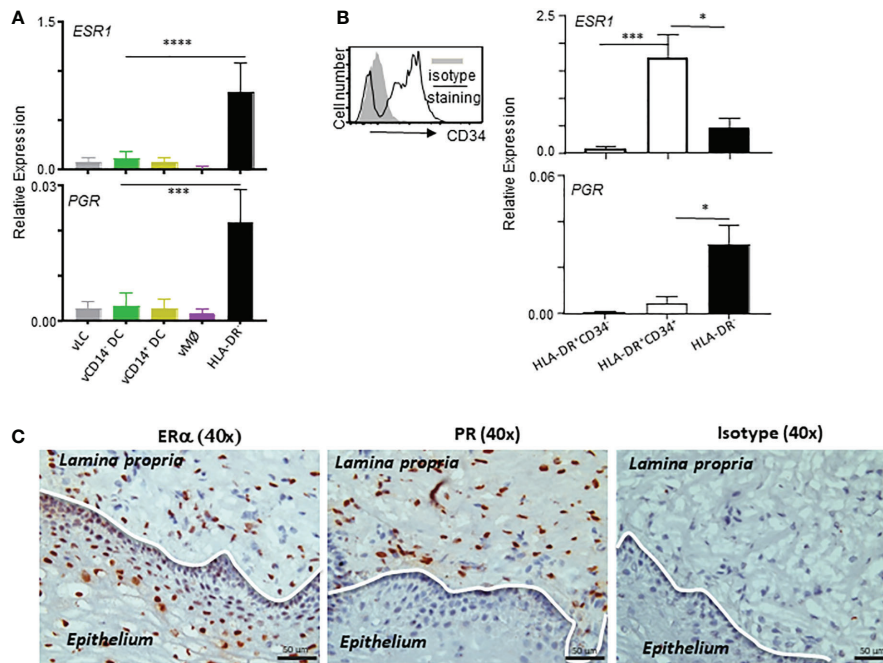 A
1.5
ESR1
****
0.0
0.03
PGR
***
0.00
Relative Expression
vLC
vCD14⁻ DC
vCD14⁺ DC
vMØ
HLA-DR⁻
B
Cell number
isotype
staining
CD34
2.5
ESR1
***
*
0.0
0.06
PGR
*
0.00
Relative Expression
HLA-DR⁺CD34⁻
HLA-DR⁺CD34⁺
HLA-DR⁻
C
ERα (40x)
PR (40x)
Isotype (40x)
Lamina propria
Lamina propria
Lamina propria
Epithelium
Epithelium
Epithelium
50 µm
50 µm
50 µm